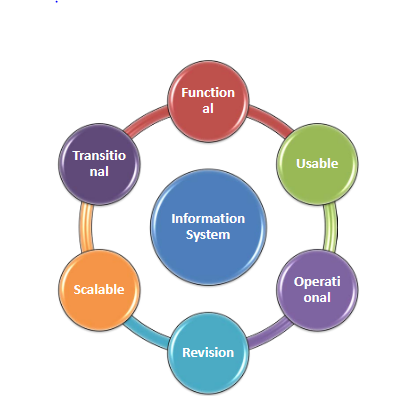 Function
al
Usable
Operati
onal
Revision
Scalable
Transitio
nal
Information
System